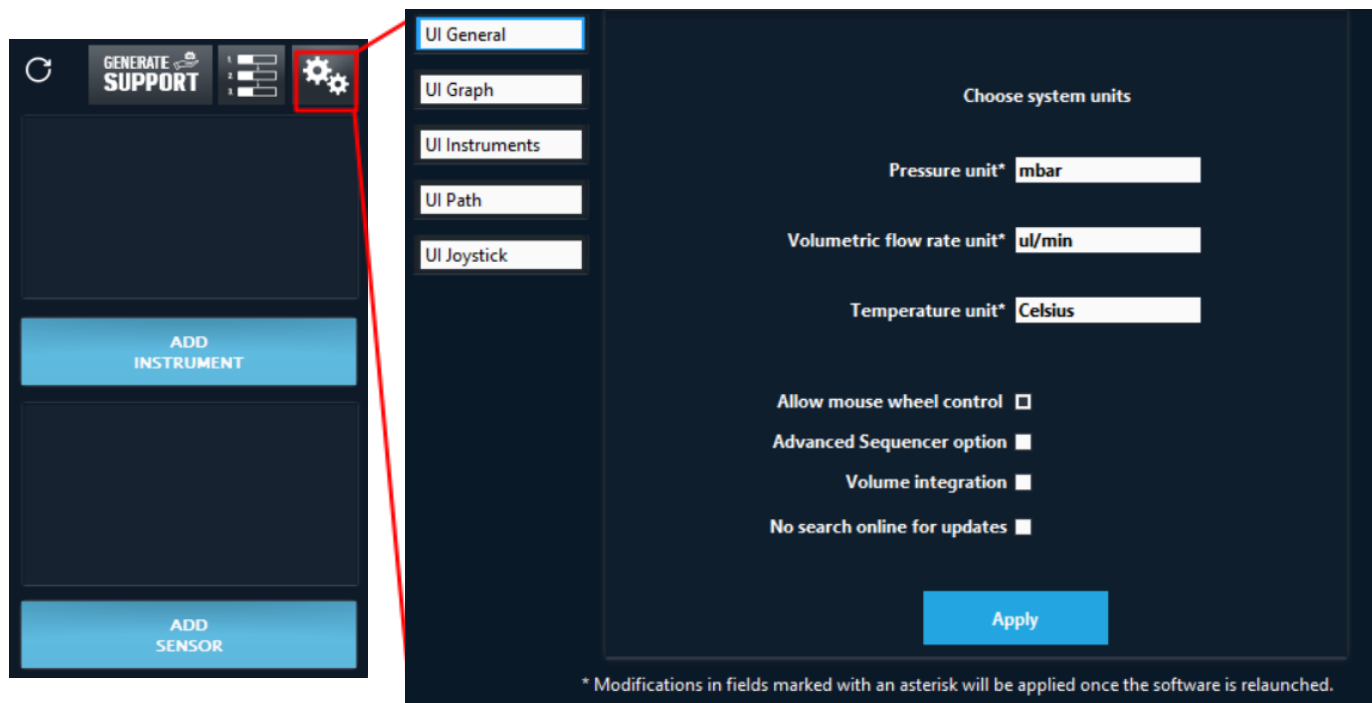 GENERATE
SUPPORT
1
2
3
ADD
INSTRUMENT
ADD
SENSOR
UI General
UI Graph
UI Instruments
UI Path
UI Joystick
Choose system units
Pressure unit* mbar
Volumetric flow rate unit* ul/min
Temperature unit* Celsius
Allow mouse wheel control
Advanced Sequencer option
Volume integration
No search online for updates
Apply
* Modifications in fields marked with an asterisk will be applied once the software is relaunched.